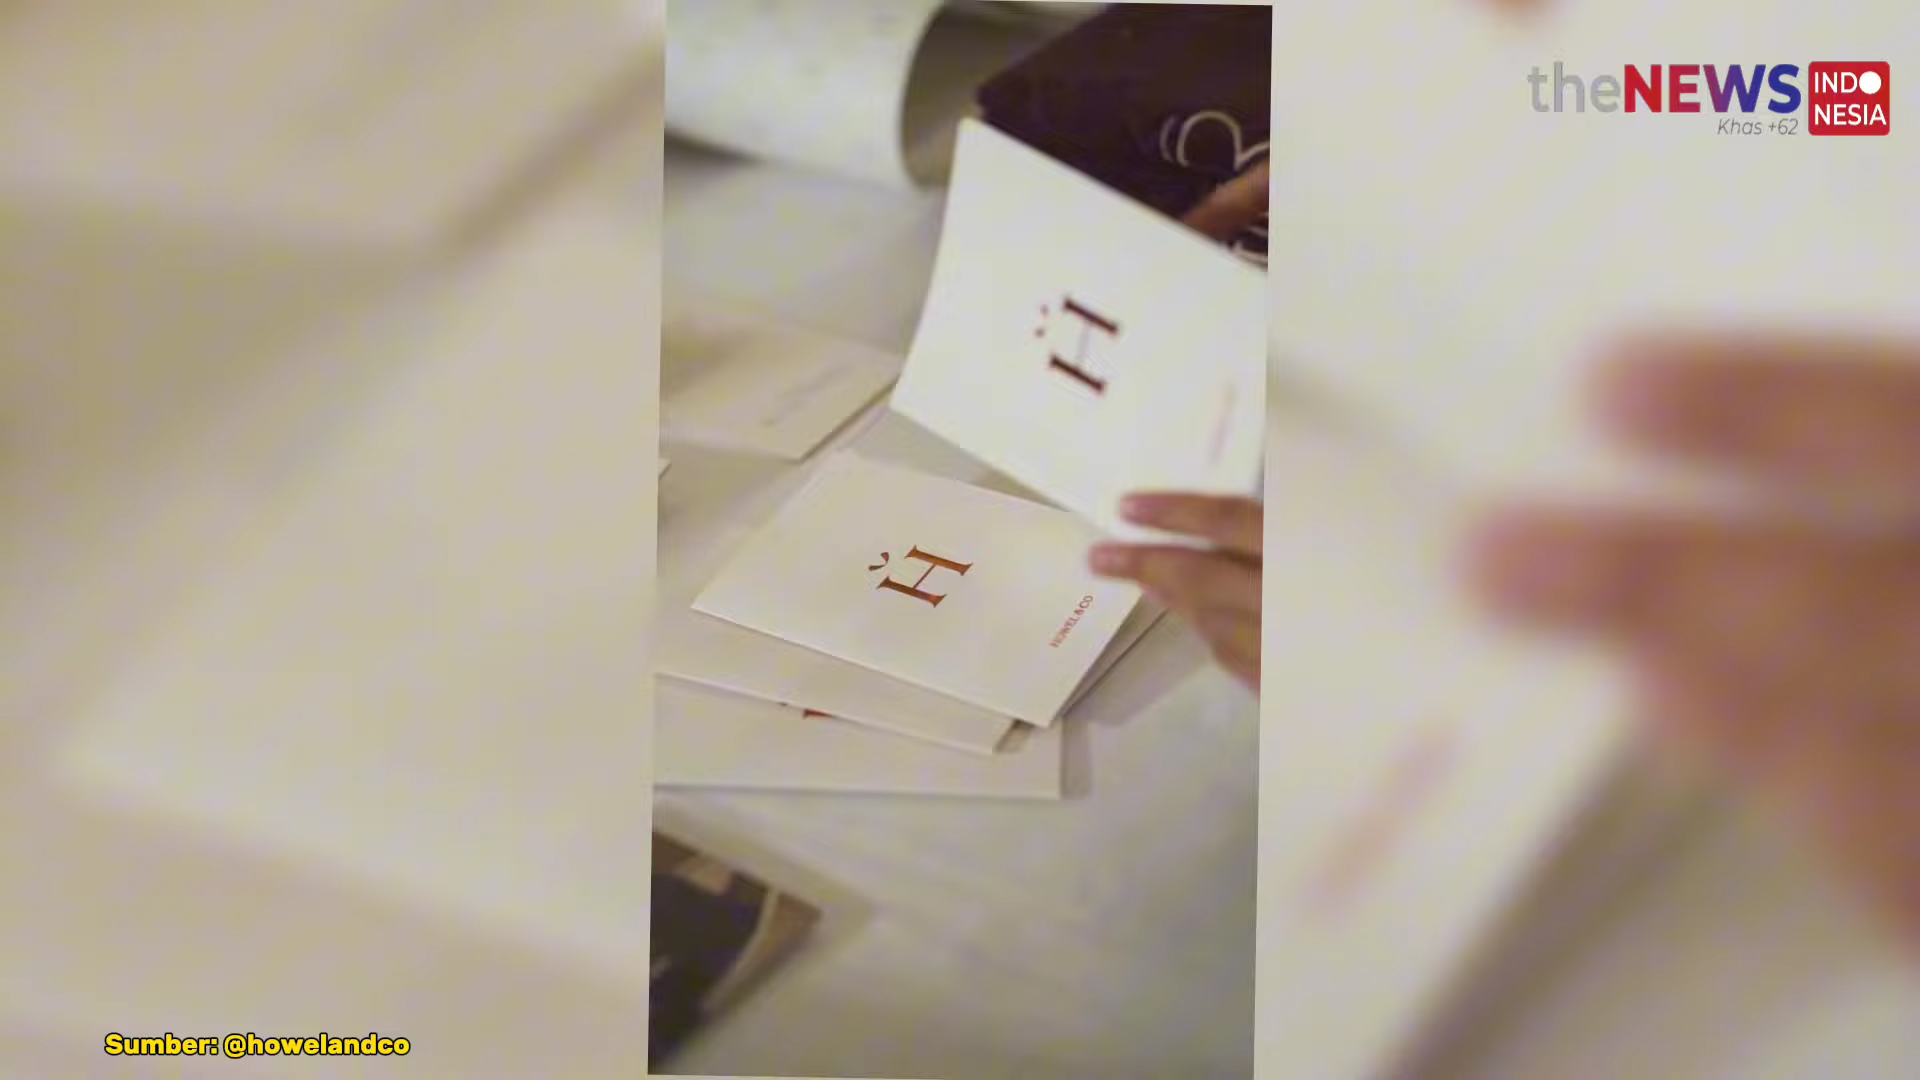 theNEWS
Khas +62
INDO
NESIA
Ḧ
Ȟ
HOWEL & CO
Sumber: @howelandco